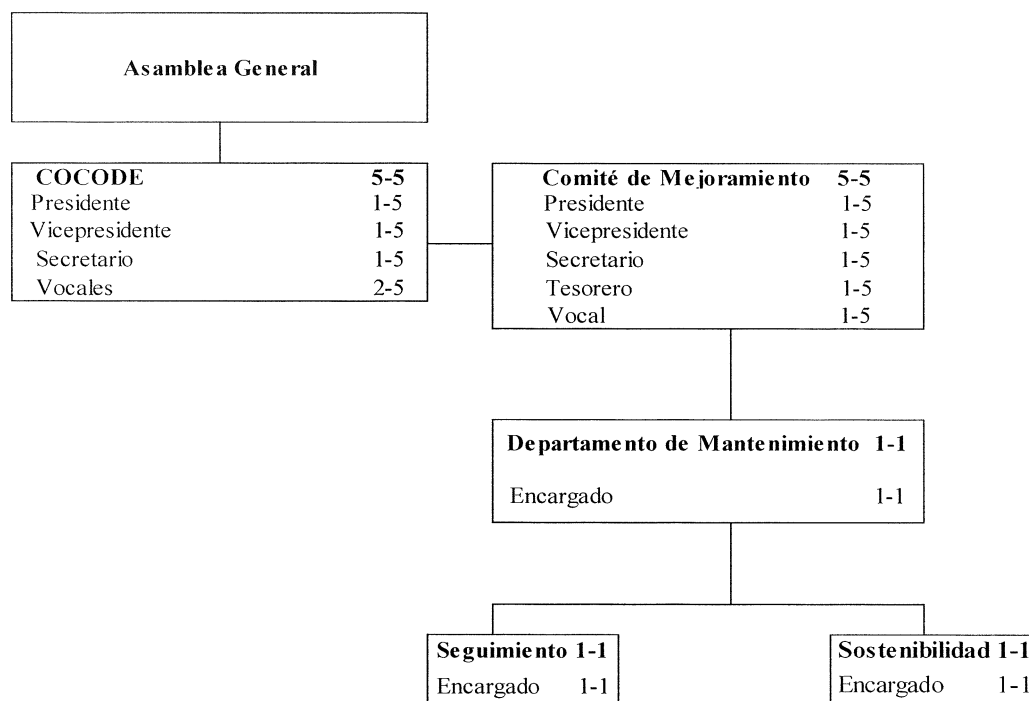 Asamblea General
COCODE 5-5
Presidente 1-5
Vicepresidente 1-5
Secretario 1-5
Vocales 2-5
Comité de Mejoramiento 5-5
Presidente 1-5
Vicepresidente 1-5
Secretario 1-5
Tesorero 1-5
Vocal 1-5
Departamento de Mantenimiento 1-1
Encargado 1-1
Seguimiento 1-1
Encargado 1-1
Sostenibilidad 1-1
Encargado 1-1